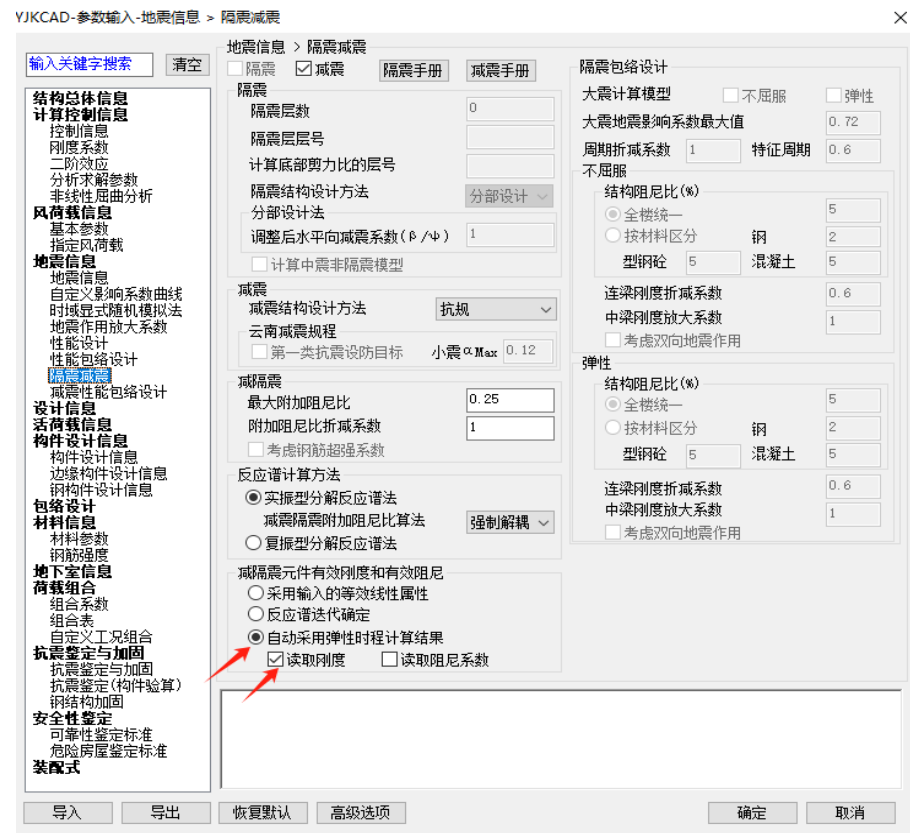 YJKCAD-参数输入-地震信息 > 隔震减震
输入关键字搜索
清空
结构总体信息
计算控制信息
控制信息
刚度系数
二阶效应
分析求解参数
非线性屈曲分析
风荷载信息
基本参数
指定风荷载
地震信息
地震信息
自定义影响系数曲线
时域显式随机模拟法
地震作用放大系数
性能设计
性能包络设计
隔震减震
减震性能包络设计
设计信息
活荷载信息
构件设计信息
构件设计信息
边缘构件设计信息
钢构件设计信息
包络设计
材料信息
材料参数
钢筋强度
地下室信息
荷载组合
组合系数
组合表
自定义工况组合
抗震鉴定与加固
抗震鉴定与加固
抗震鉴定(构件验算)
钢结构加固
安全性鉴定
可靠性鉴定标准
危险房屋鉴定标准
装配式
地震信息 > 隔震减震
隔震 减震 隔震手册 减震手册
隔震
隔震层数 0
隔震层层号
计算底部剪力比的层号
隔震结构设计方法 分部设计
分部设计法
调整后水平向减震系数(β/ψ) 1
计算中震非隔震模型
减震
减震结构设计方法 抗规
云南减震规程
第一类抗震设防目标 小震αMax 0.12
减隔震
最大附加阻尼比 0.25
附加阻尼比折减系数 1
考虑钢筋超强系数
反应谱计算方法
实振型分解反应谱法
减震隔震附加阻尼比算法 强制解耦
复振型分解反应谱法
减隔震元件有效刚度和有效阻尼
采用输入的等效线性属性
反应谱迭代确定
自动采用弹性时程计算结果
读取刚度 读取阻尼系数
隔震包络设计
大震计算模型 不屈服 弹性
大震地震影响系数最大值 0.72
周期折减系数 1 特征周期 0.6
不屈服
结构阻尼比(%)
全楼统一 5
按材料区分 钢 2
型钢砼 5 混凝土 5
连梁刚度折减系数 0.6
中梁刚度放大系数 1
考虑双向地震作用
弹性
结构阻尼比(%)
全楼统一 5
按材料区分 钢 2
型钢砼 5 混凝土 5
连梁刚度折减系数 0.6
中梁刚度放大系数 1
考虑双向地震作用
导入 导出 恢复默认 高级选项 确定 取消